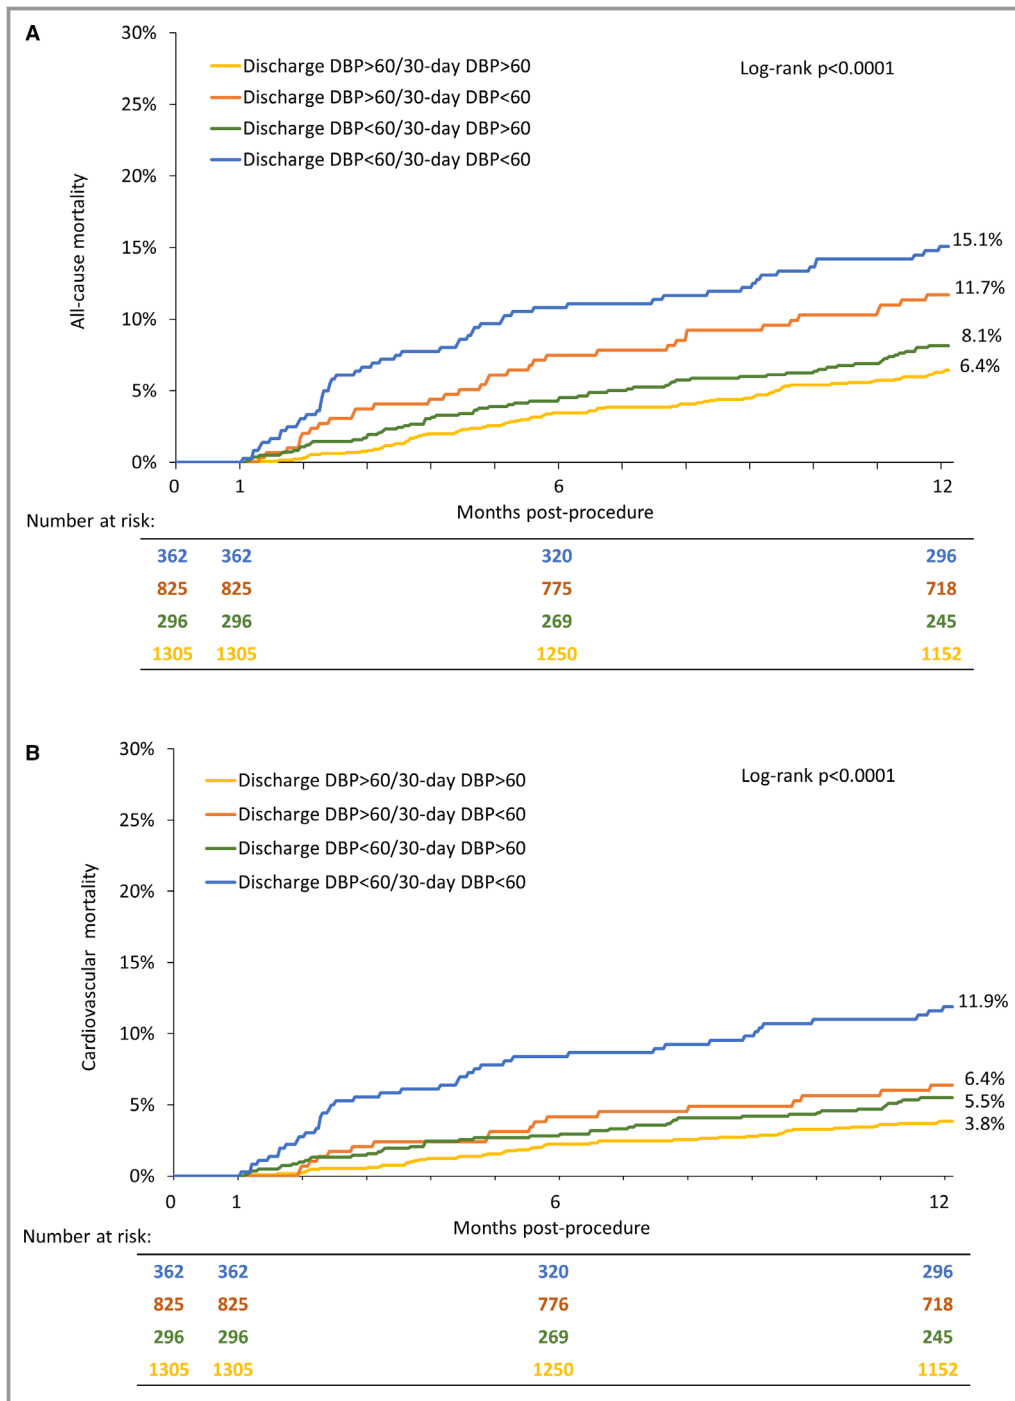 A
30%
25%
20%
15%
10%
5%
0%
All-cause mortality
Discharge DBP>60/30-day DBP>60
Discharge DBP>60/30-day DBP<60
Discharge DBP<60/30-day DBP>60
Discharge DBP<60/30-day DBP<60
Log-rank p<0.0001
15.1%
11.7%
8.1%
6.4%
0 1 6 12
Months post-procedure
Number at risk:
362 362 320 296
825 825 775 718
296 296 269 245
1305 1305 1250 1152
B
30%
25%
20%
15%
10%
5%
0%
Cardiovascular mortality
Discharge DBP>60/30-day DBP>60
Discharge DBP>60/30-day DBP<60
Discharge DBP<60/30-day DBP>60
Discharge DBP<60/30-day DBP<60
Log-rank p<0.0001
11.9%
6.4%
5.5%
3.8%
0 1 6 12
Months post-procedure
Number at risk:
362 362 320 296
825 825 776 718
296 296 269 245
1305 1305 1250 1152